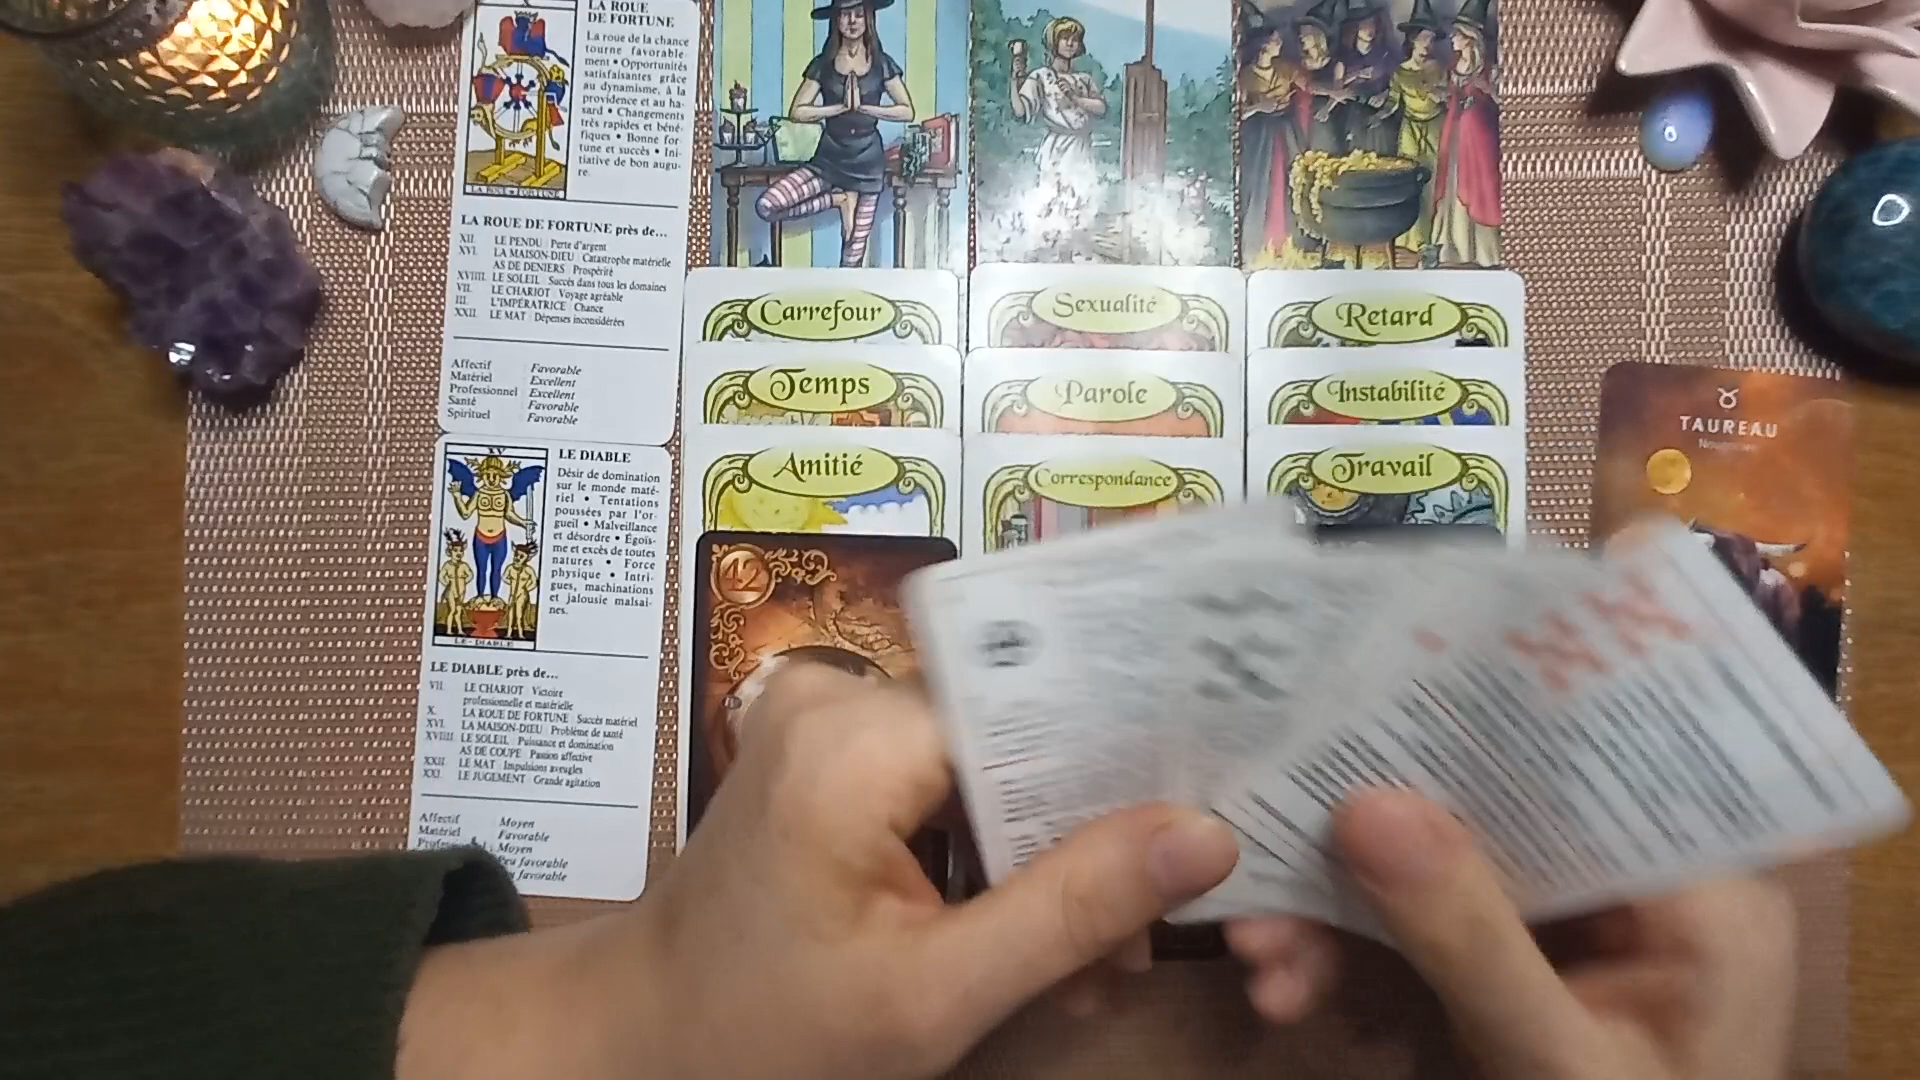 LA ROUE
DE FORTUNE
La roue de la chance
tourne favorable-
ment • Opportunités
satisfaisantes grâce
au dynamisme, à la
providence et au ha-
sard • Changements
très rapides et béné-
fiques • Bonne for-
tune et succès • Ini-
tiative de bon augu-
re.
LA ROUE DE FORTUNE
LA ROUE DE FORTUNE près de...
XII. LE PENDU : Perte d'argent
XVI. LA MAISON-DIEU : Catastrophe matérielle
AS DE DENIERS : Prospérité
XVIIII. LE SOLEIL : Succès dans tous les domaines
VII. LE CHARIOT : Voyage agréable
III. L'IMPÉRATRICE : Chance
XXII. LE MAT : Dépenses inconsidérées
Affectif Favorable
Matériel Excellent
Professionnel Excellent
Santé Favorable
Spirituel Favorable
XV
LE DIABLE
Désir de domination
sur le monde maté-
riel • Tentations
poussées par l'or-
gueil • Malveillance
et désordre • Égoïs-
me et excès de toutes
natures • Force
physique • Intri-
gues, machinations
et jalousie malsai-
nes.
LE DIABLE
LE DIABLE près de...
VII. LE CHARIOT : Victoire
professionnelle et matérielle
X. LA ROUE DE FORTUNE : Succès matériel
XVI. LA MAISON-DIEU : Problème de santé
XVIIII. LE SOLEIL : Puissance et domination
AS DE COUPE : Passion affective
XXII. LE MAT : Impulsions aveugles
XXI. LE JUGEMENT : Grande agitation
Affectif Moyen
Matériel Favorable
Moyen
Peu favorable
favorable
Carrefour
Sexualité
Retard
Temps
Parole
Instabilité
Amitié
Correspondance
Travail
42
TAUREAU